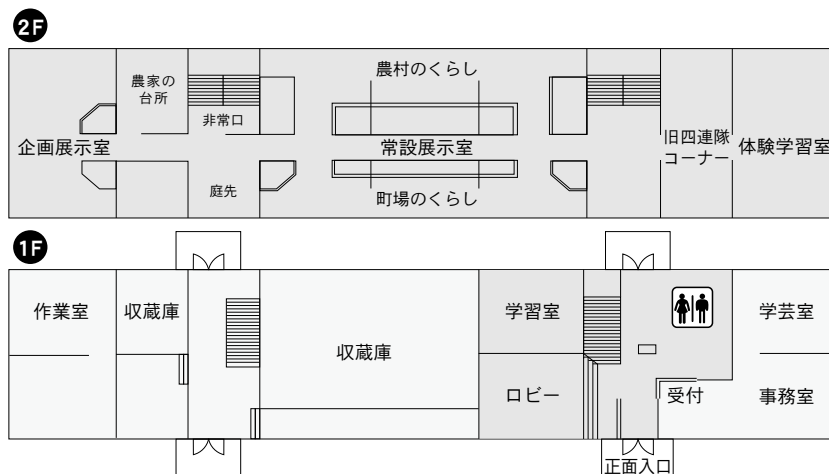 2F
農家の
台所
非常口
農村のくらし
企画展示室
常設展示室
旧四連隊
コーナー
体験学習室
庭先
町場のくらし
1F
作業室
収蔵庫
収蔵庫
学習室
学芸室
ロビー
受付
事務室
正面入口